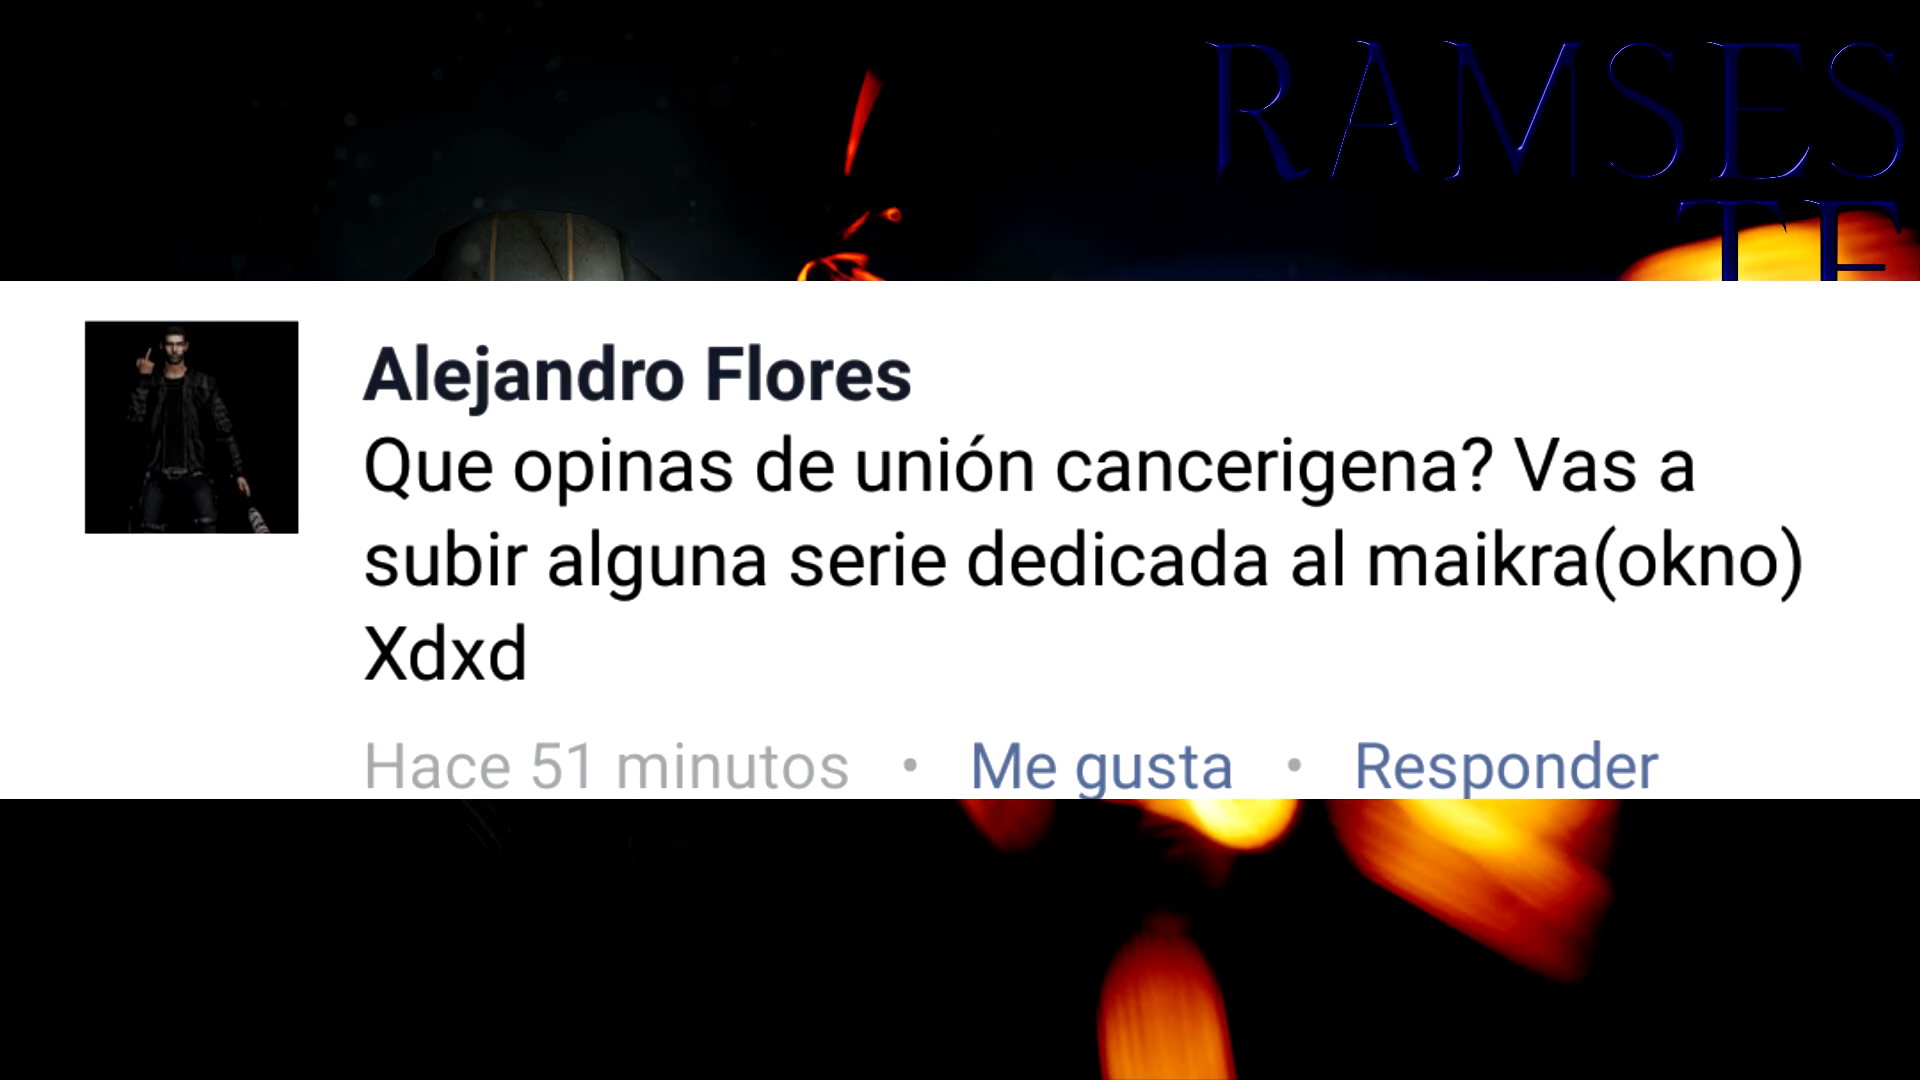 RAMSES
TE
Alejandro Flores
Que opinas de unión cancerigena? Vas a
subir alguna serie dedicada al maikra(okno)
Xdxd
Hace 51 minutos • Me gusta • Responder